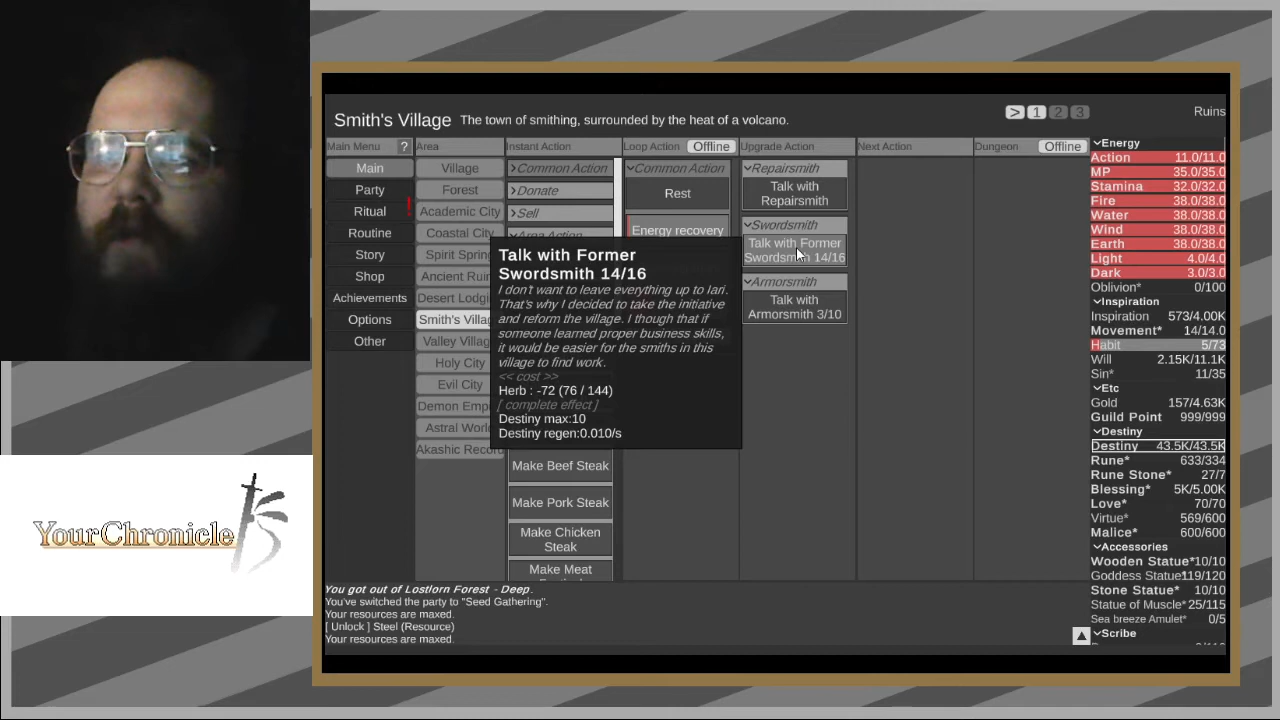 Smith's Village The town of smithing, surrounded by the heat of a volcano.
> 1 2 3
Ruins
Main Menu ? Area Instant Action Loop Action Offline Upgrade Action Next Action Dungeon Offline
Main
Party
Ritual !
Routine
Story
Shop
Achievements
Options
Other
Village
Forest
Academic City
Coastal City
Spirit Spring
Ancient Ruin
Desert Lodgi
Smith's Villag
Valley Village
Holy City
Evil City
Demon Emp
Astral World
Akashic Record
Common Action
Donate
Sell
Area Action
Make Beef Steak
Make Pork Steak
Make Chicken
Steak
Make Meat
Common Action
Rest
Energy recovery
Repairsmith
Talk with
Repairsmith
Swordsmith
Talk with Former
Swordsmith 14/16
Armorsmith
Talk with
Armorsmith 3/10
Talk with Former
Swordsmith 14/16
I don't want to leave everything up to Iari.
That's why I decided to take the initiative
and reform the village. I though that if
someone learned proper business skills,
it would be easier for the smiths in this
village to find work.
<< cost >>
Herb : -72 (76 / 144)
[ complete effect ]
Destiny max:10
Destiny regen:0.010/s
Energy
Action 11.0/11.0
MP 35.0/35.0
Stamina 32.0/32.0
Fire 38.0/38.0
Water 38.0/38.0
Wind 38.0/38.0
Earth 38.0/38.0
Light 4.0/4.0
Dark 3.0/3.0
Oblivion* 0/100
Inspiration
Inspiration 573/4.00K
Movement* 14/14.0
Habit 5/73
Will 2.15K/11.1K
Sin* 11/35
Etc
Gold 157/4.63K
Guild Point 999/999
Destiny
Destiny 43.5K/43.5K
Rune* 633/334
Rune Stone* 27/7
Blessing* 5K/5.00K
Love* 70/70
Virtue* 569/600
Malice* 600/600
Accessories
Wooden Statue* 10/10
Goddess Statue* 119/120
Stone Statue* 10/10
Statue of Muscle* 25/115
Sea breeze Amulet* 0/5
Scribe
You got out of Lostlorn Forest - Deep.
You've switched the party to "Seed Gathering".
Your resources are maxed.
[ Unlock ] Steel (Resource)
Your resources are maxed.
YourChronicle